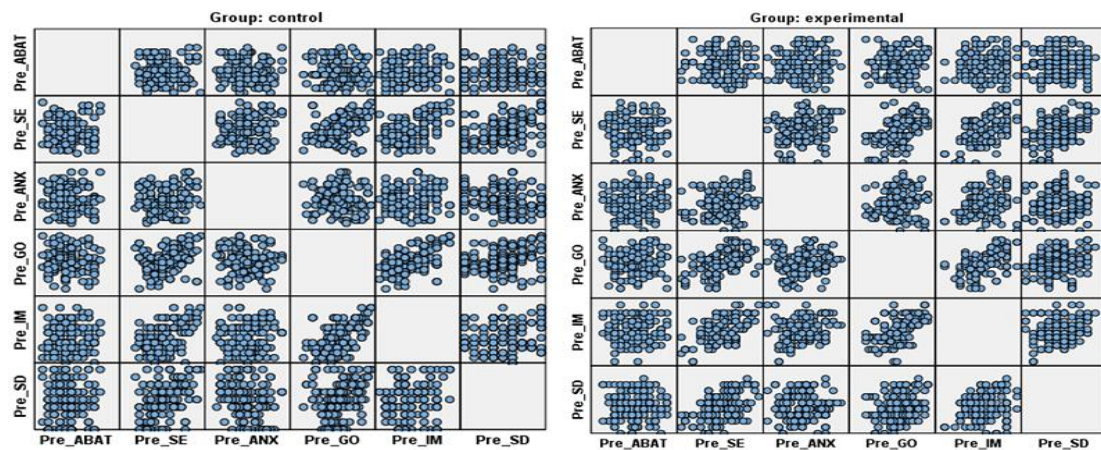 Group: control
Pre_ABAT
Pre_SE
Pre_ANX
Pre_GO
Pre_IM
Pre_SD
Pre_ABAT Pre_SE Pre_ANX Pre_GO Pre_IM Pre_SD
Group: experimental
Pre_ABAT
Pre_SE
Pre_ANX
Pre_GO
Pre_IM
Pre_SD
Pre_ABAT Pre_SE Pre_ANX Pre_GO Pre_IM Pre_SD